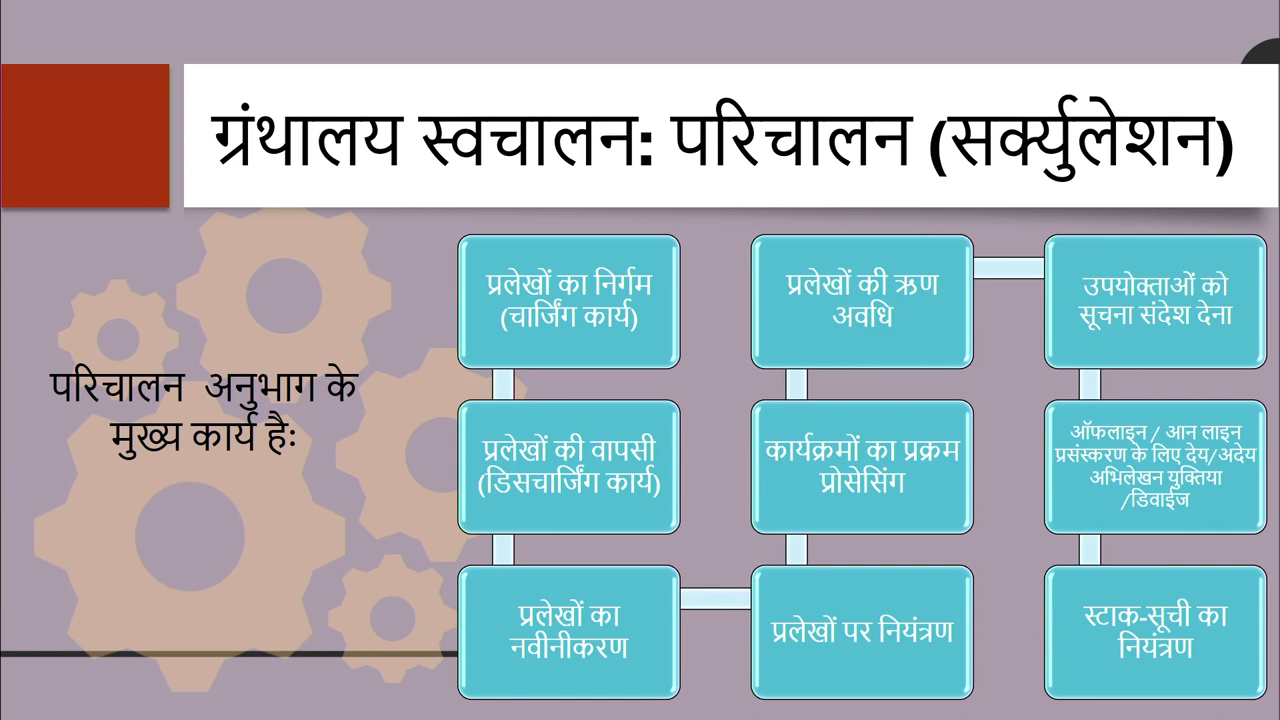 ग्रंथालय स्वचालन: परिचालन (सर्क्युलेशन)
परिचालन अनुभाग के
मुख्य कार्य हैः
प्रलेखों का निर्गम
(चार्जिंग कार्य)
प्रलेखों की वापसी
(डिसचार्जिंग कार्य)
प्रलेखों का
नवीनीकरण
प्रलेखों पर नियंत्रण
कार्यक्रमों का प्रक्रम
प्रोसेसिंग
प्रलेखों की ऋण
अवधि
उपयोक्ताओं को
सूचना संदेश देना
ऑफलाइन / आन लाइन
प्रसंस्करण के लिए देय/अदेय
अभिलेखन युक्तिया
/डिवाईज
स्टाक-सूची का
नियंत्रण